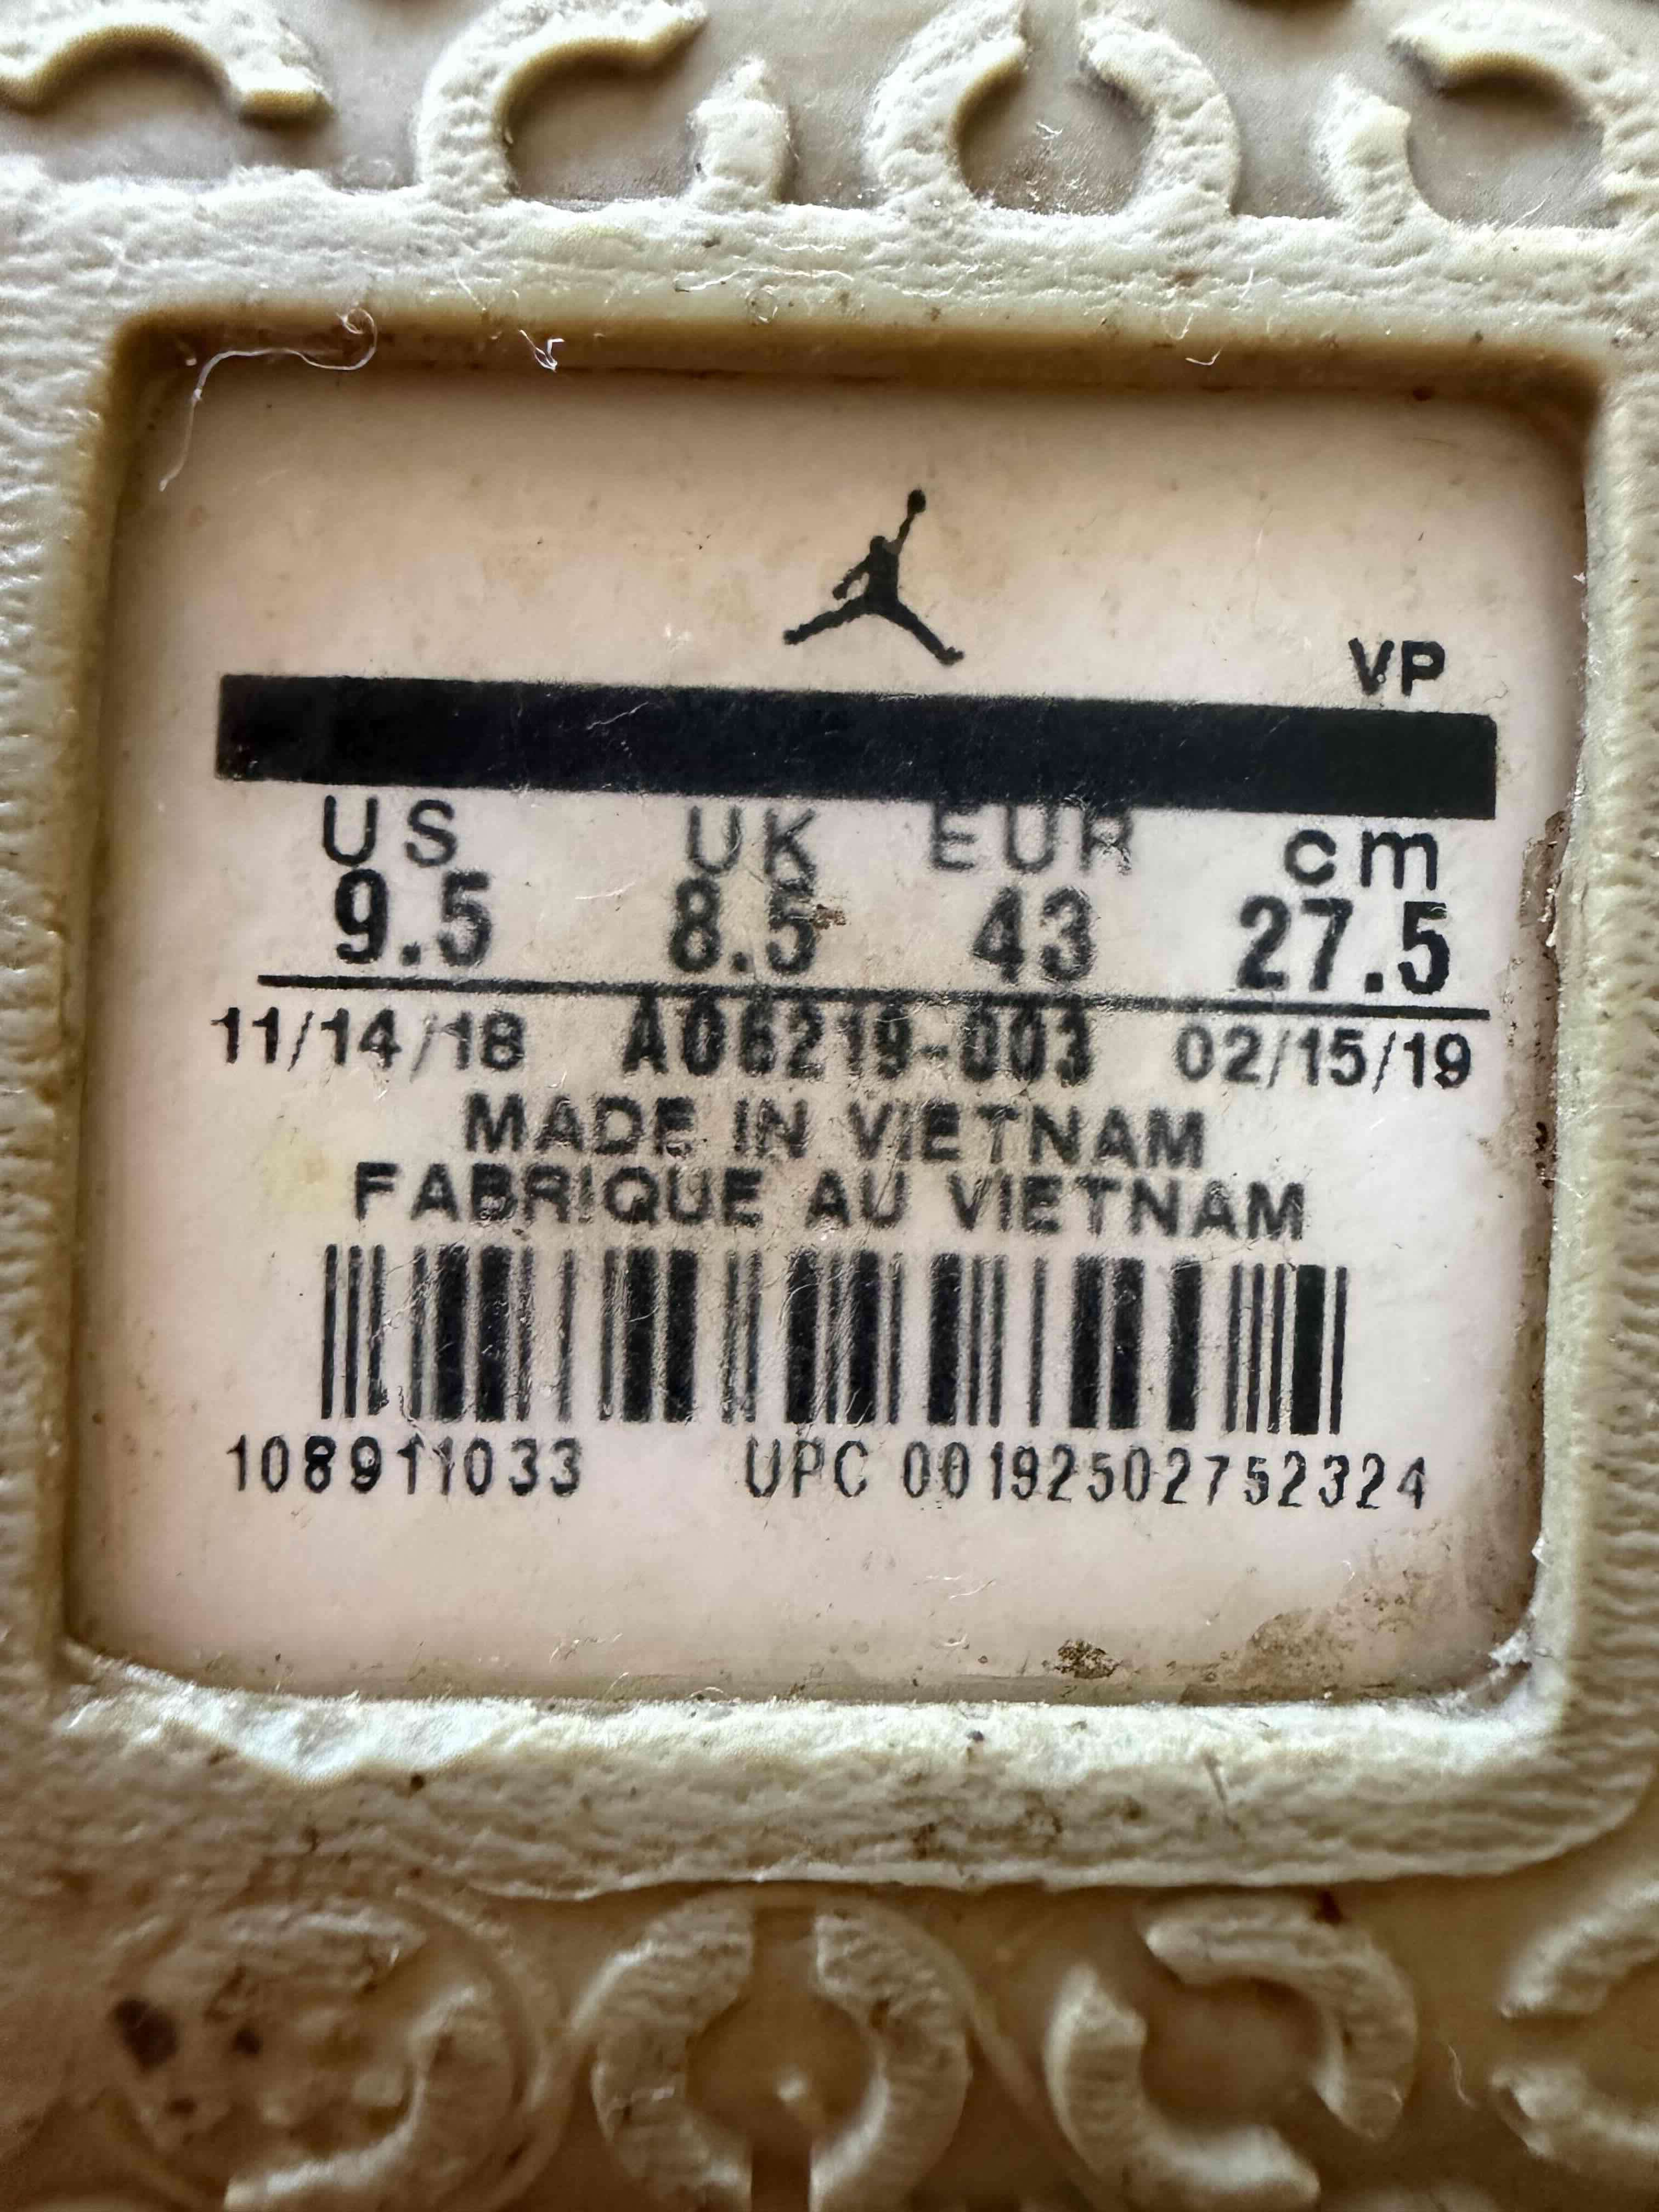 VP
US UK EUR cm
9.5 8.5 43 27.5
11/14/18 AO6219-003 02/15/19
MADE IN VIETNAM
FABRIQUE AU VIETNAM
108911033 UPC 00192502752324